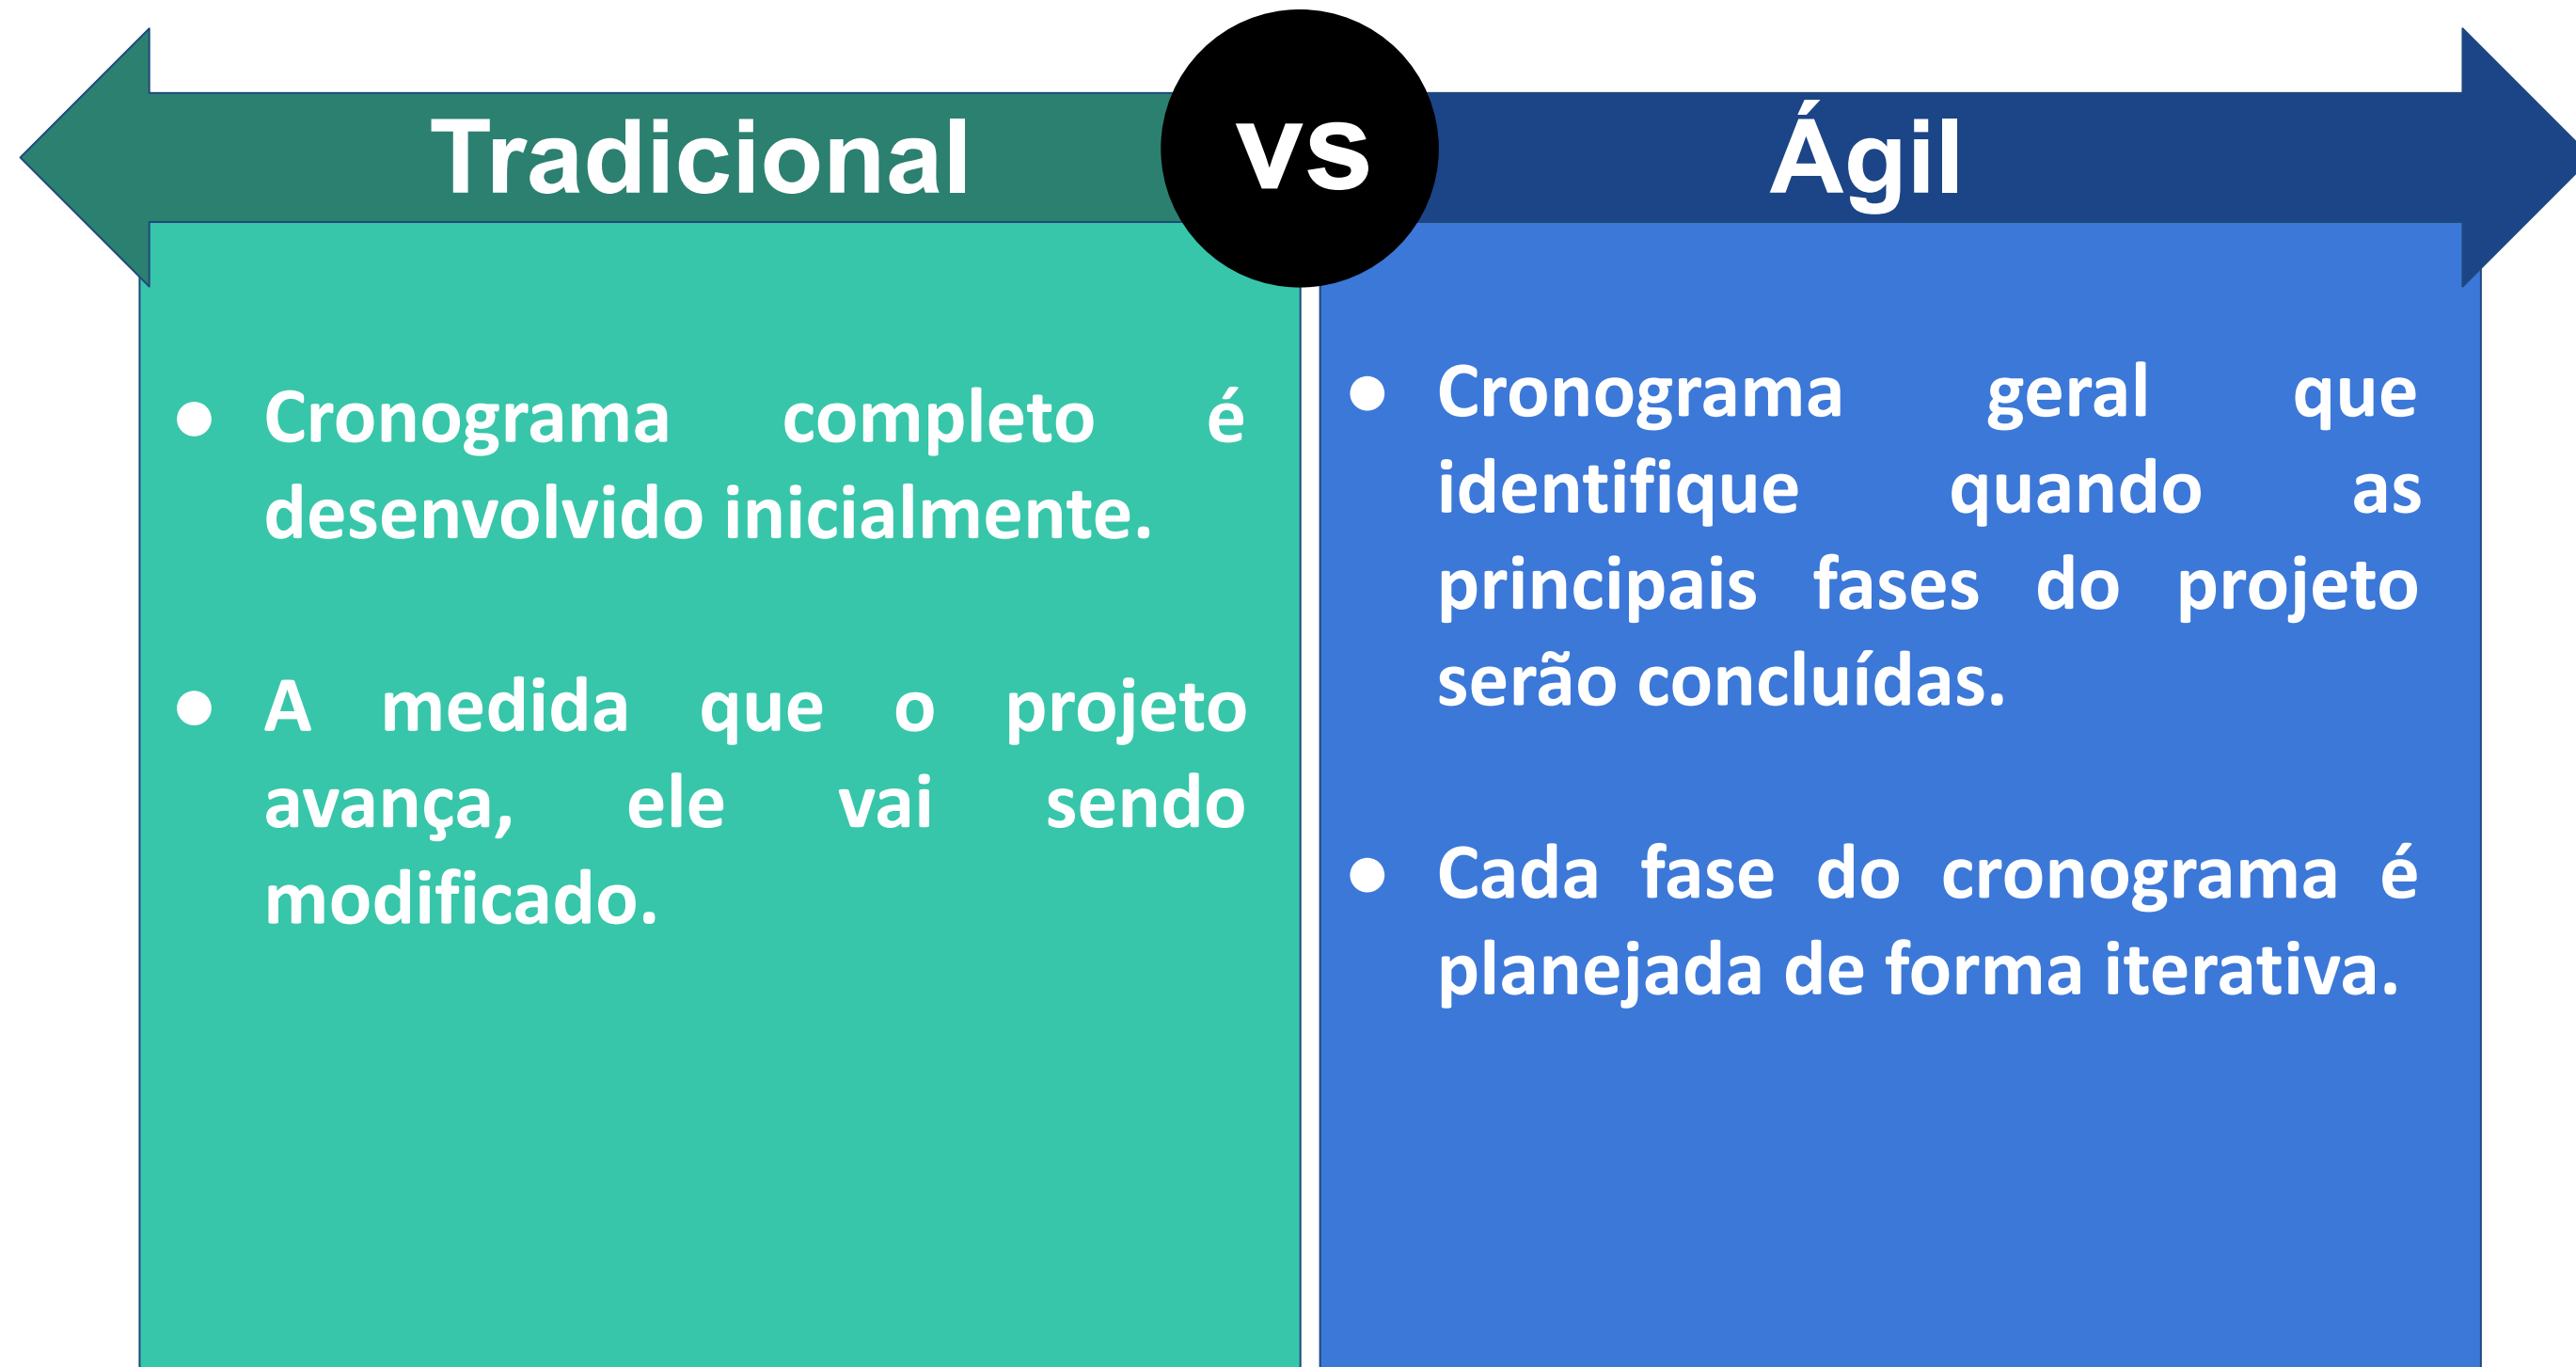 Tradicional
vs
Ágil
● Cronograma completo é
desenvolvido inicialmente.
● A medida que o projeto
avança, ele vai sendo
modificado.
● Cronograma geral que
identifique quando as
principais fases do projeto
serão concluídas.
● Cada fase do cronograma é
planejada de forma iterativa.